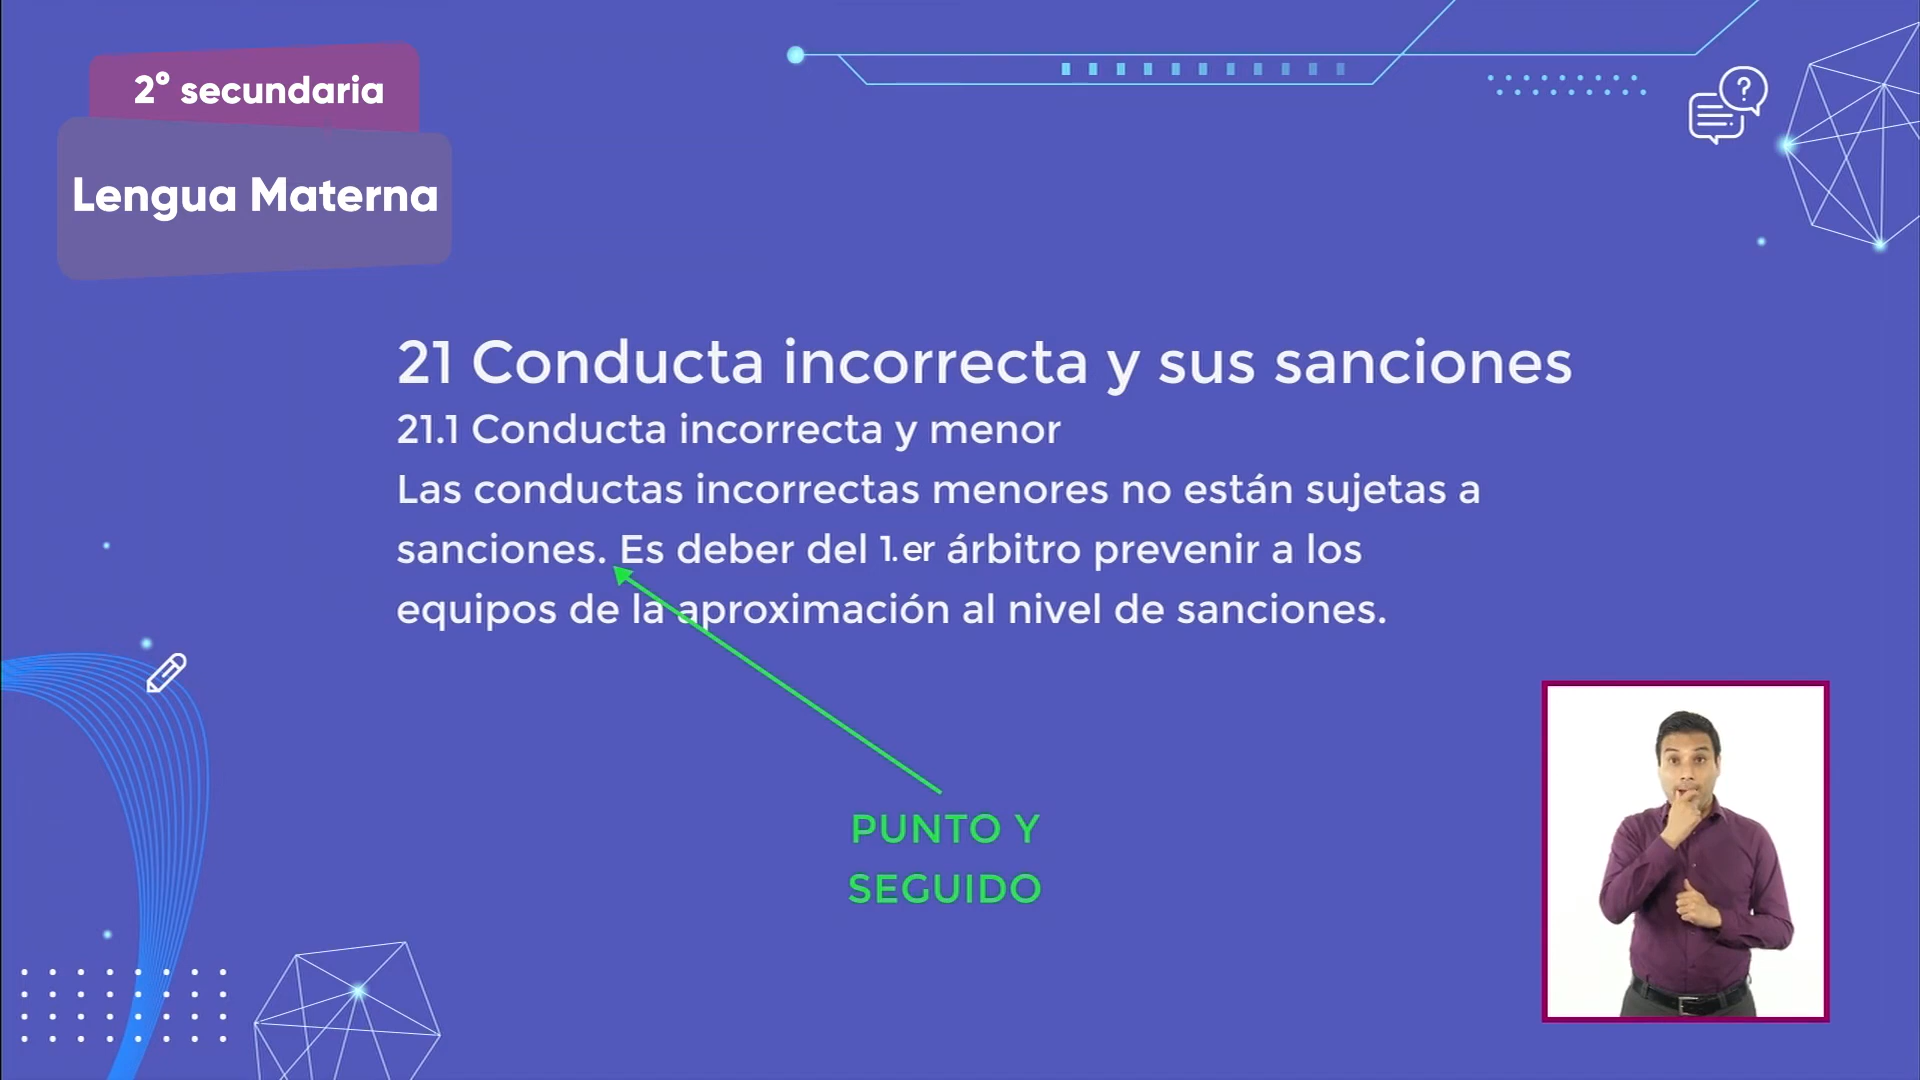 2° secundaria
Lengua Materna
21 Conducta incorrecta y sus sanciones
21.1 Conducta incorrecta y menor
Las conductas incorrectas menores no están sujetas a
sanciones. Es deber del 1.er árbitro prevenir a los
equipos de la aproximación al nivel de sanciones.
PUNTO Y
SEGUIDO